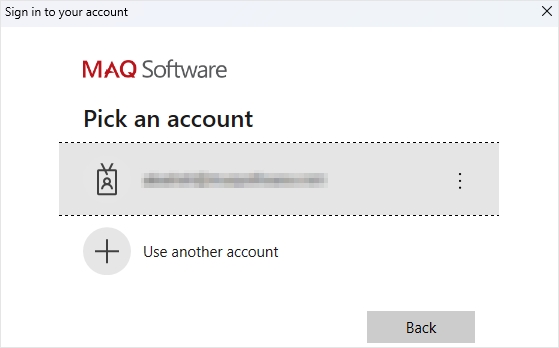 Sign in to your account
MAQ Software
Pick an account
Use another account
Back